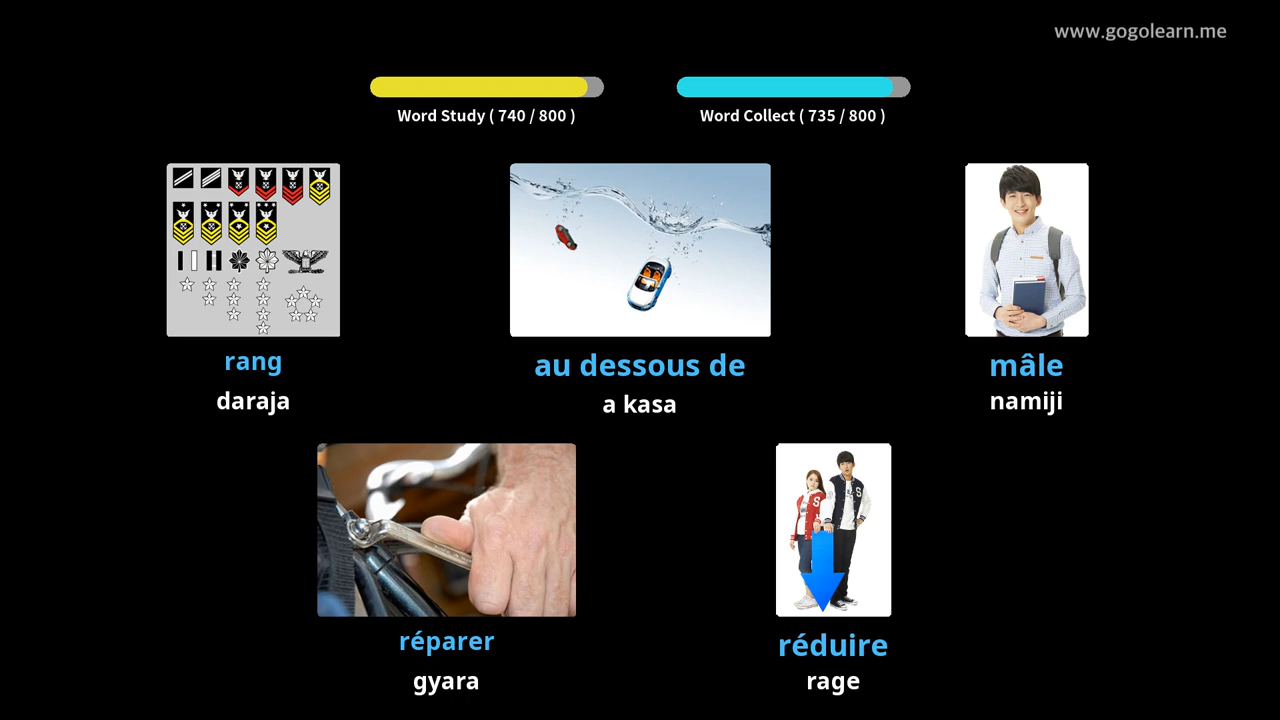 www.gogolearn.me
Word Study ( 740 / 800 )
Word Collect ( 735 / 800 )
rang
daraja
au dessous de
a kasa
mâle
namiji
réparer
gyara
réduire
rage